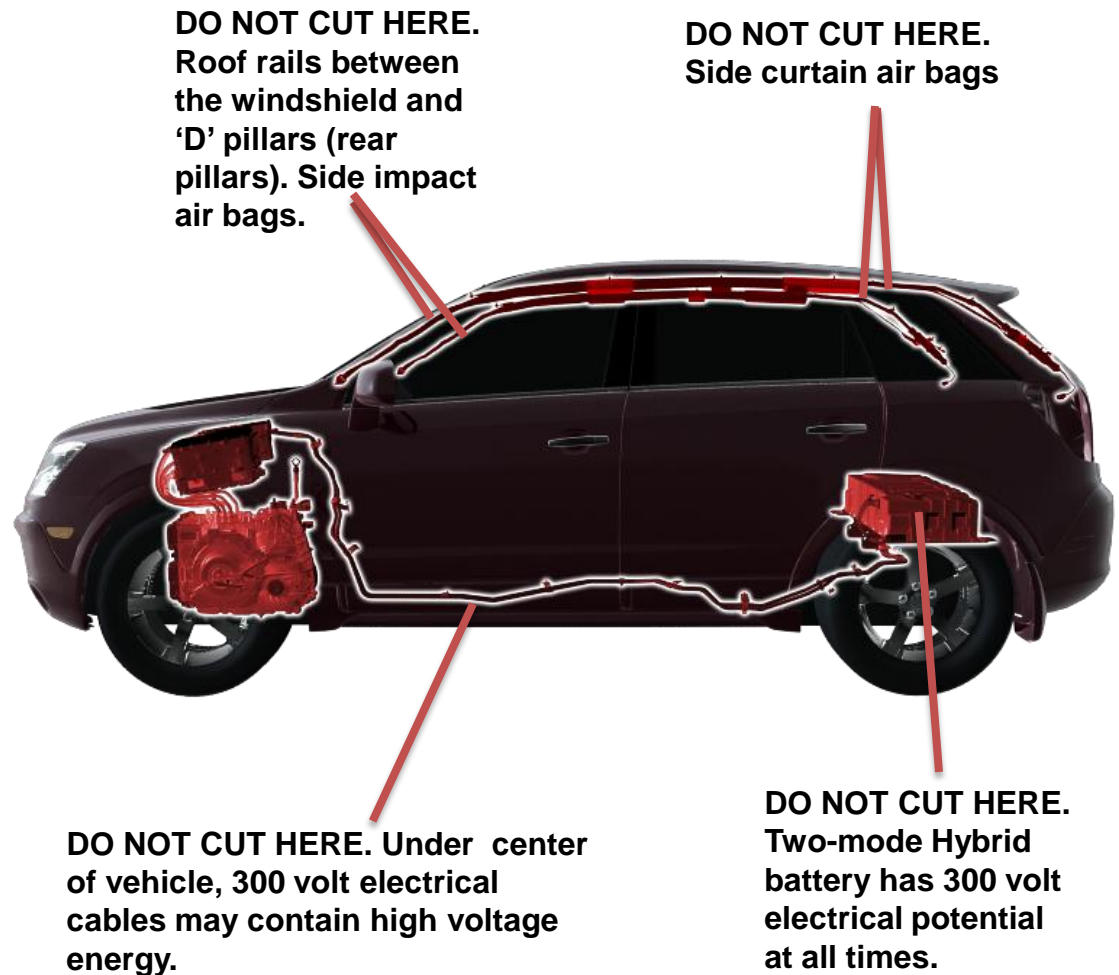 DO NOT CUT HERE.
Roof rails between
the windshield and
‘D’ pillars (rear
pillars). Side impact
air bags.
DO NOT CUT HERE.
Side curtain air bags
DO NOT CUT HERE. Under  center
of vehicle, 300 volt electrical
cables may contain high voltage
energy.
DO NOT CUT HERE.
Two-mode Hybrid
battery has 300 volt
electrical potential
at all times.